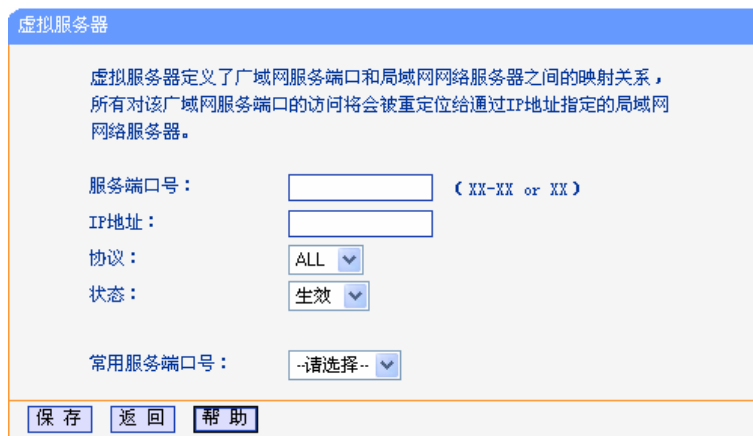 虚拟服务器
虚拟服务器定义了广域网服务端口和局域网网络服务器之间的映射关系，
所有对该广域网服务端口的访问将会被重定位给通过IP地址指定的局域网
网络服务器。
服务端口号： （XX-XX or XX）
IP地址：
协议： ALL
状态： 生效
常用服务端口号： --请选择--
保 存 返 回 帮 助